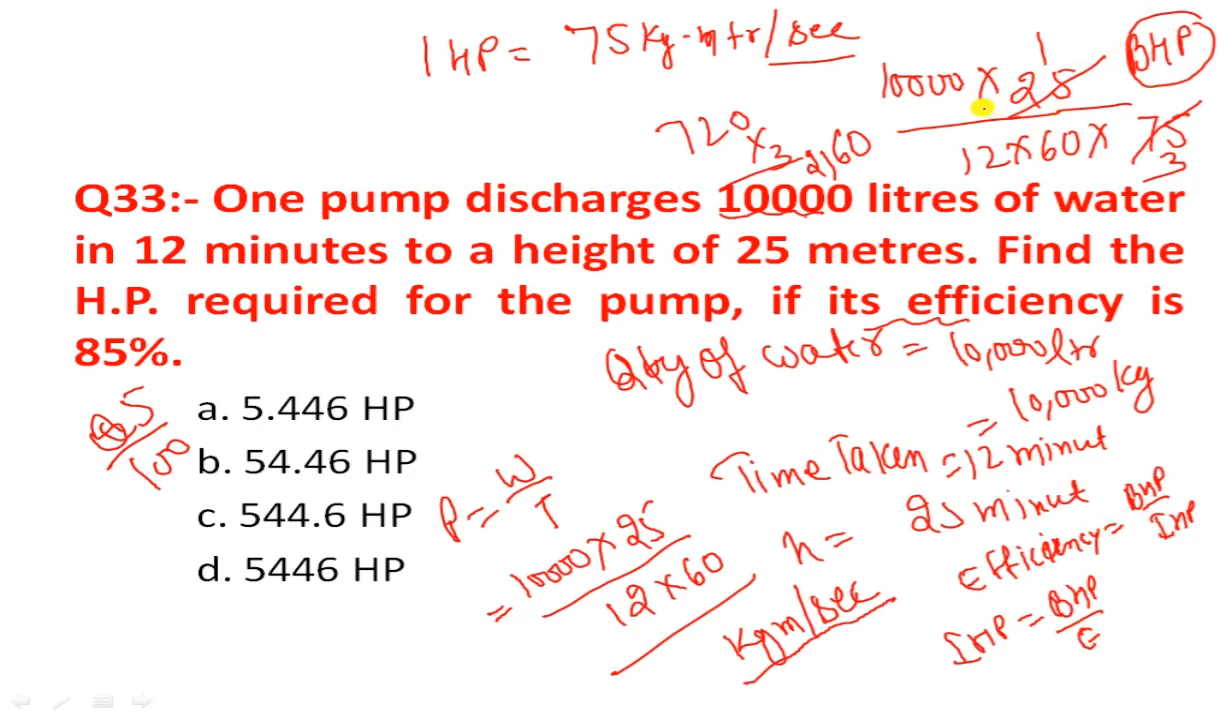 1 HP = 75 Kg-mtr/sec
10000 X 25 1 BHP
12 X 60 X 75 3
720 X 3 2160
Q33:- One pump discharges 10000 litres of water
in 12 minutes to a height of 25 metres. Find the
H.P. required for the pump, if its efficiency is
85%.
Qty of water = 10,000 ltr
= 10,000 kg
85/100
a. 5.446 HP
b. 54.46 HP
c. 544.6 HP
d. 5446 HP
Time Taken = 12 minut
h = 25 minut
P = W/T
= 10000 X 25
12 X 60
Kgm/sec
Efficiency = BHP/IHP
IHP = BHP/E